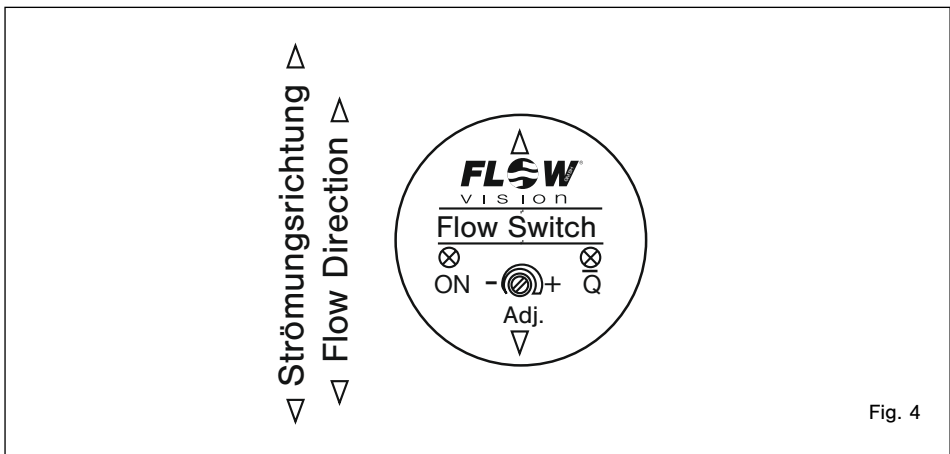 ◁ Strömungsrichtung ▷
◁ Flow Direction ▷
FLOW®
vision
Flow Switch
ON - + Q̅
Adj.
Fig. 4